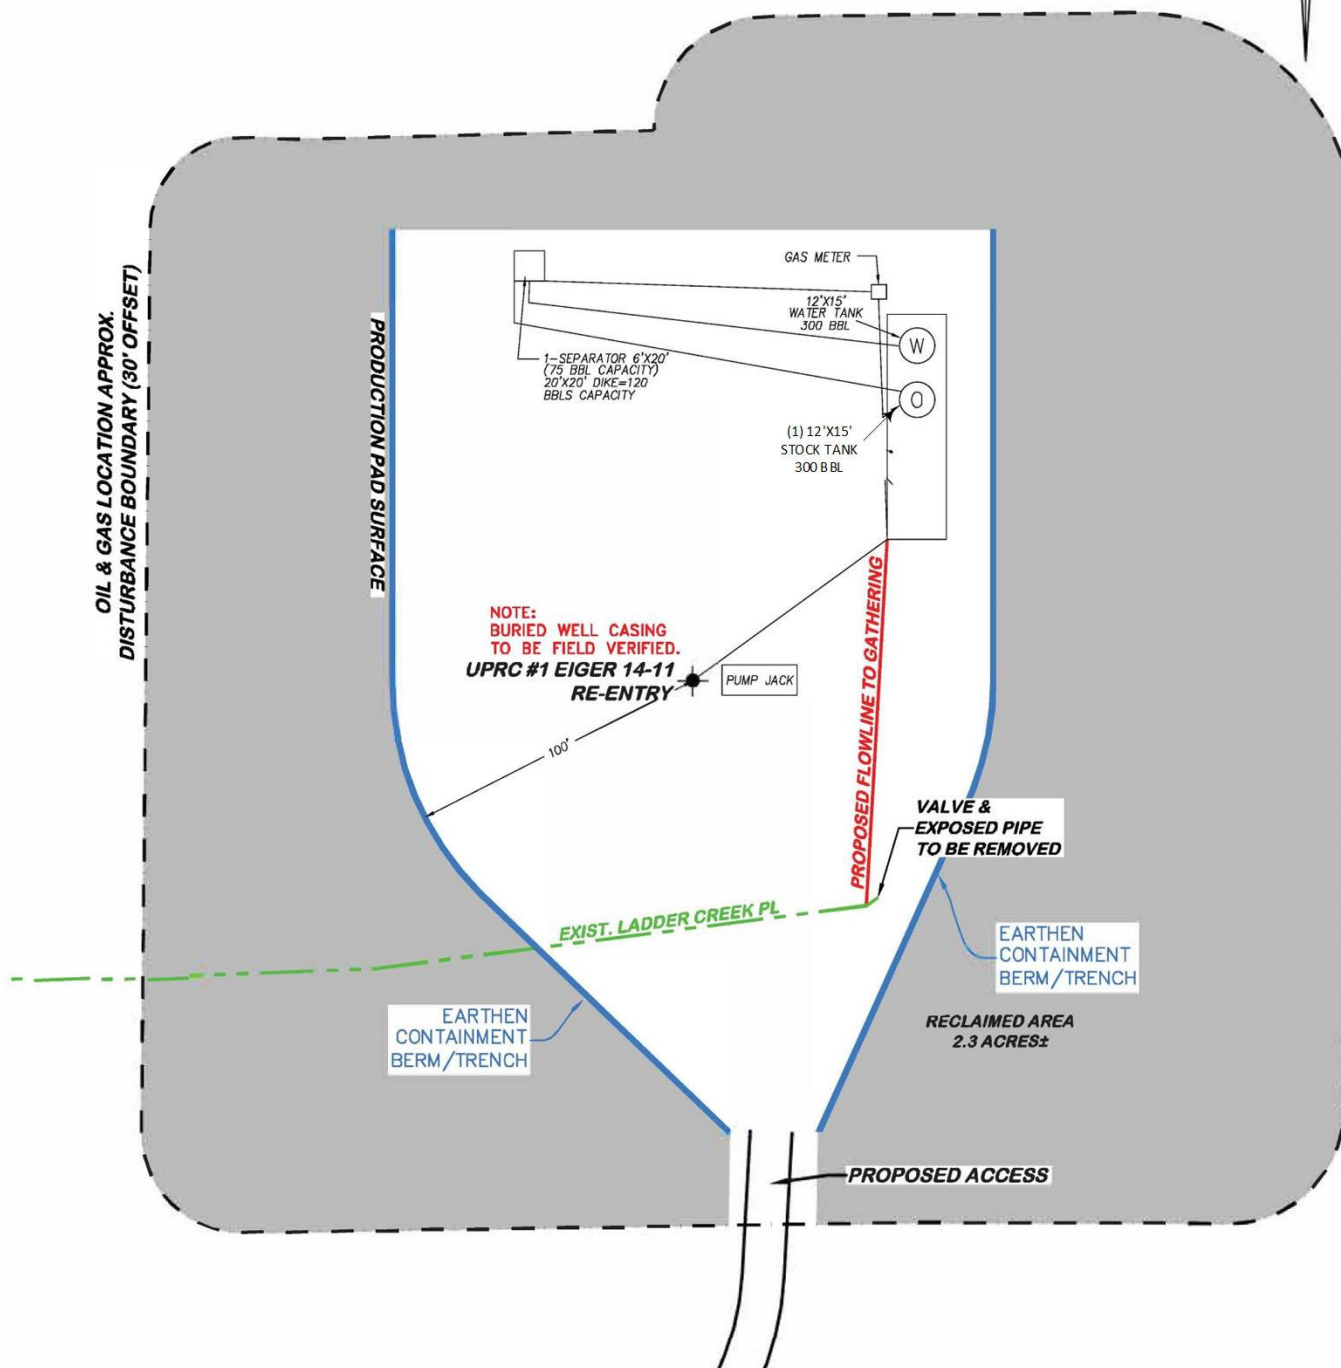 OIL & GAS LOCATION APPROX.
DISTURBANCE BOUNDARY (30' OFFSET)
PRODUCTION PAD SURFACE
GAS METER
12'X15'
WATER TANK
300 BBL
W
O
1-SEPARATOR 6'X20'
(75 BBL CAPACITY)
20'X20' DIKE=120
BBLS CAPACITY
(1) 12'X15'
STOCK TANK
300 BBL
NOTE:
BURIED WELL CASING
TO BE FIELD VERIFIED.
UPRC #1 EIGER 14-11
RE-ENTRY
PUMP JACK
100'
PROPOSED FLOWLINE TO GATHERING
VALVE &
EXPOSED PIPE
TO BE REMOVED
EXIST. LADDER CREEK PL
EARTHEN
CONTAINMENT
BERM/TRENCH
EARTHEN
CONTAINMENT
BERM/TRENCH
RECLAIMED AREA
2.3 ACRES±
PROPOSED ACCESS